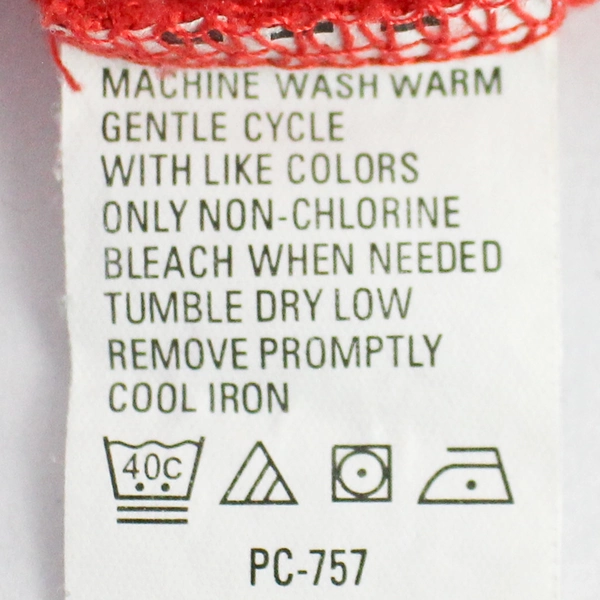 MACHINE WASH WARM
GENTLE CYCLE
WITH LIKE COLORS
ONLY NON-CHLORINE
BLEACH WHEN NEEDED
TUMBLE DRY LOW
REMOVE PROMPTLY
COOL IRON
40C
PC-757